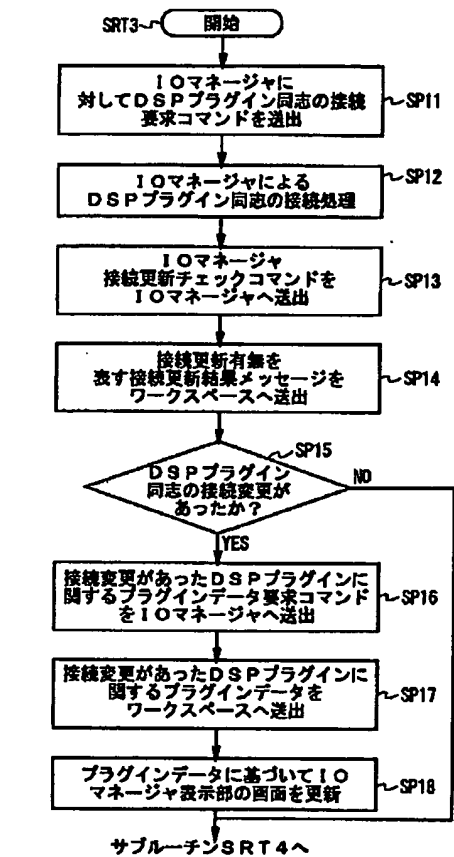 SRT3
開始
IOマネージャに
対してDSPプラグイン同志の接続
要求コマンドを送出
SP11
IOマネージャによる
DSPプラグイン同志の接続処理
SP12
IOマネージャ
接続更新チェックコマンドを
IOマネージャへ送出
SP13
接続更新有無を
表す接続更新結果メッセージを
ワークスペースへ送出
SP14
SP15
DSPプラグイン
同志の接続変更が
あったか?
NO
YES
接続変更があったDSPプラグインに
関するプラグインデータ要求コマンド
をIOマネージャへ送出
SP16
接続変更があったDSPプラグインに
関するプラグインデータを
ワークスペースへ送出
SP17
プラグインデータに基づいてIO
マネージャ表示部の画面を更新
SP18
サブルーチンSRT4へ